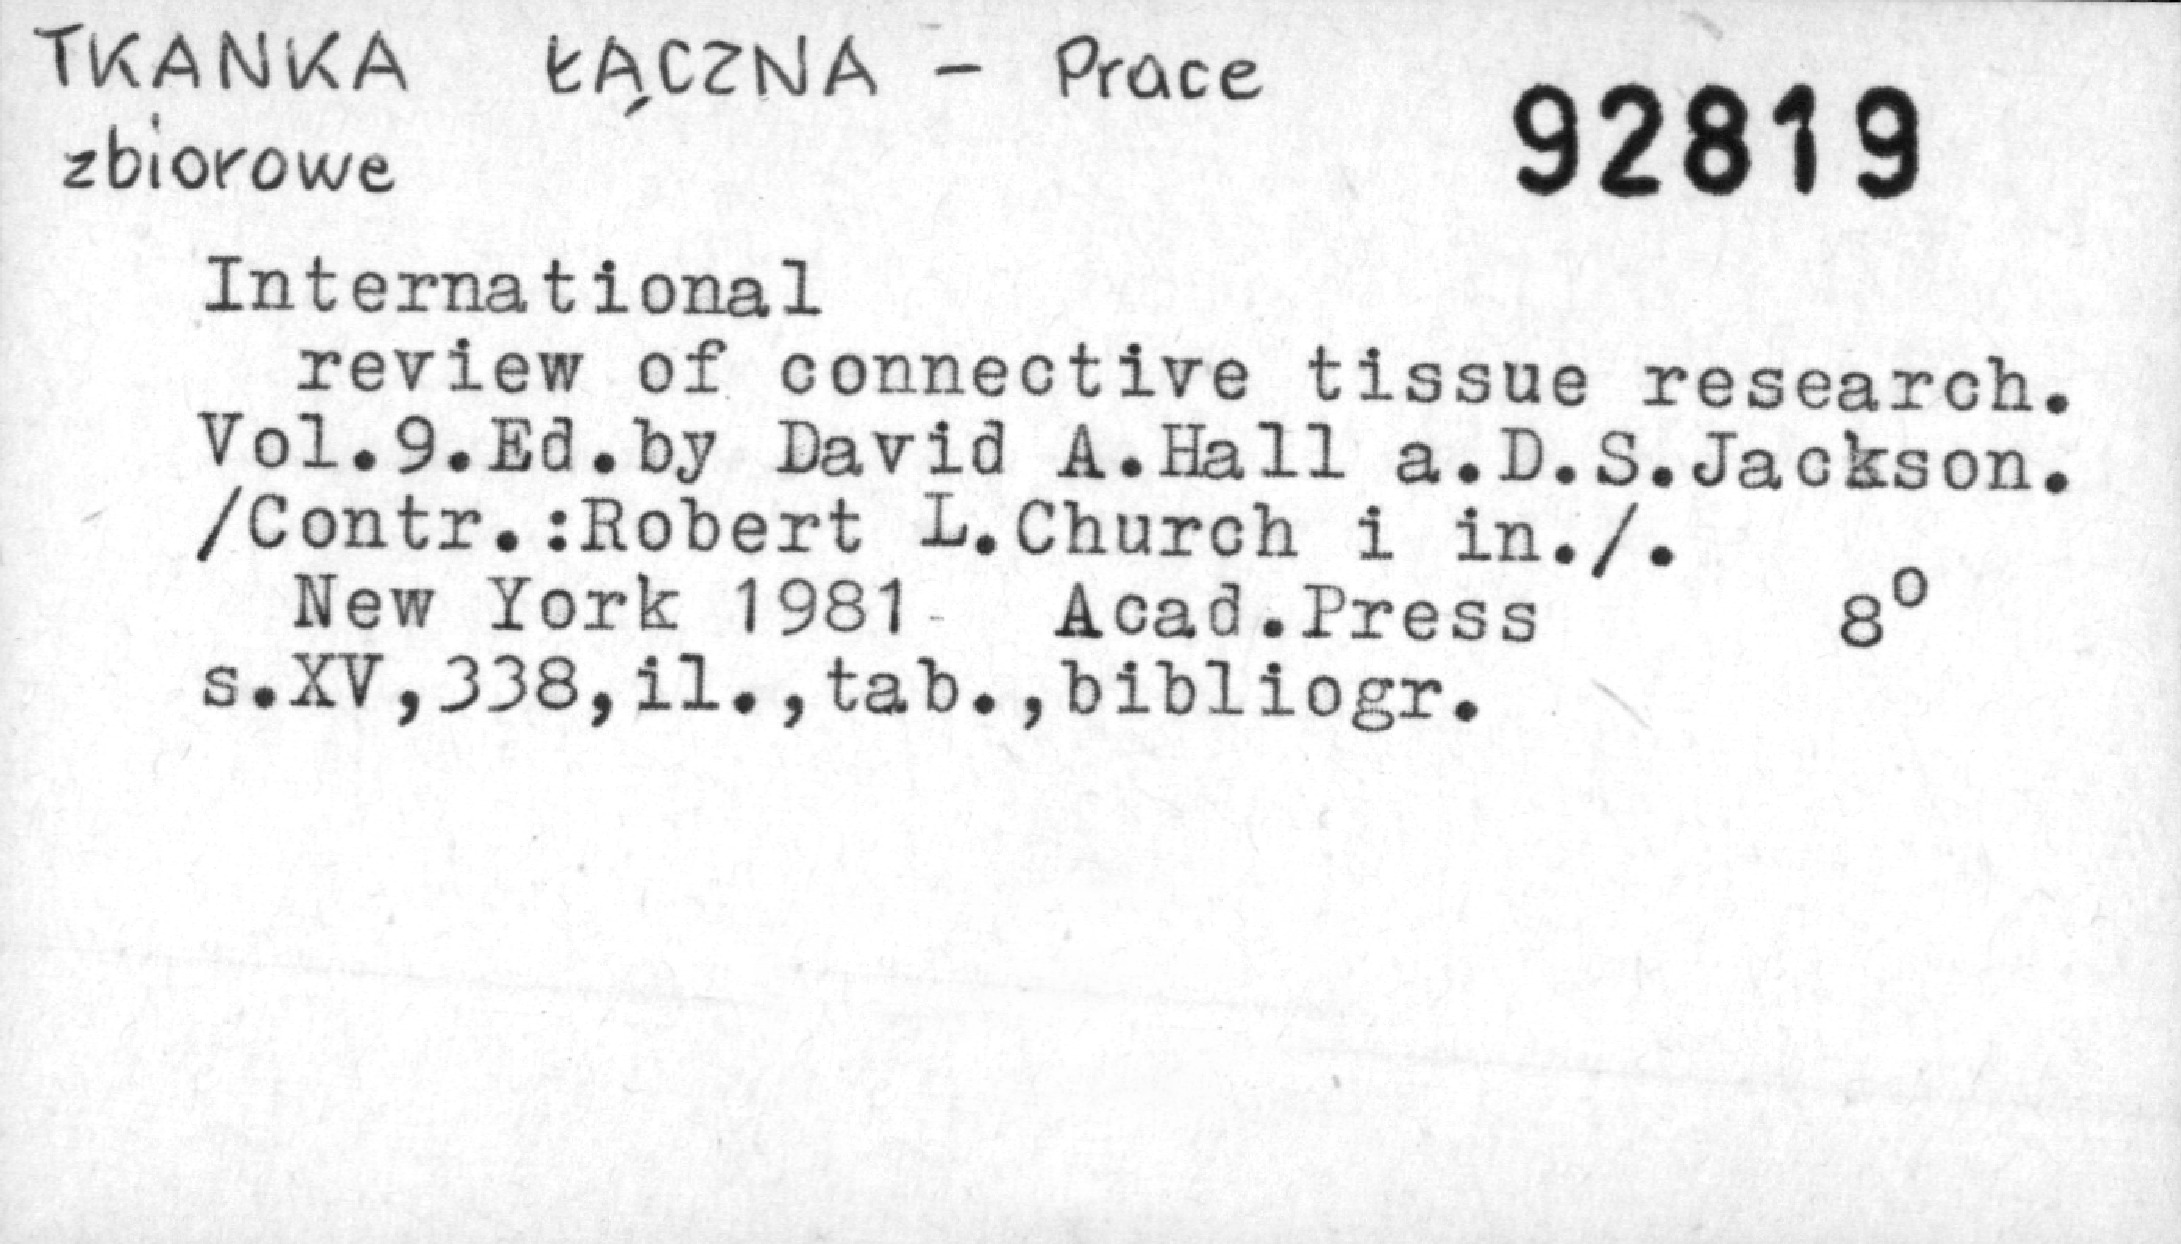 TKANKA ŁĄCZNA - Prace
zbiorowe
92819
International
review of connective tissue research.
Vol.9.Ed.by David A.Hall a.D.S.Jackson.
/Contr.:Robert L.Church i in./.
New York 1981 Acad.Press 8⁰
s.XV,338,il.,tab.,bibliogr.